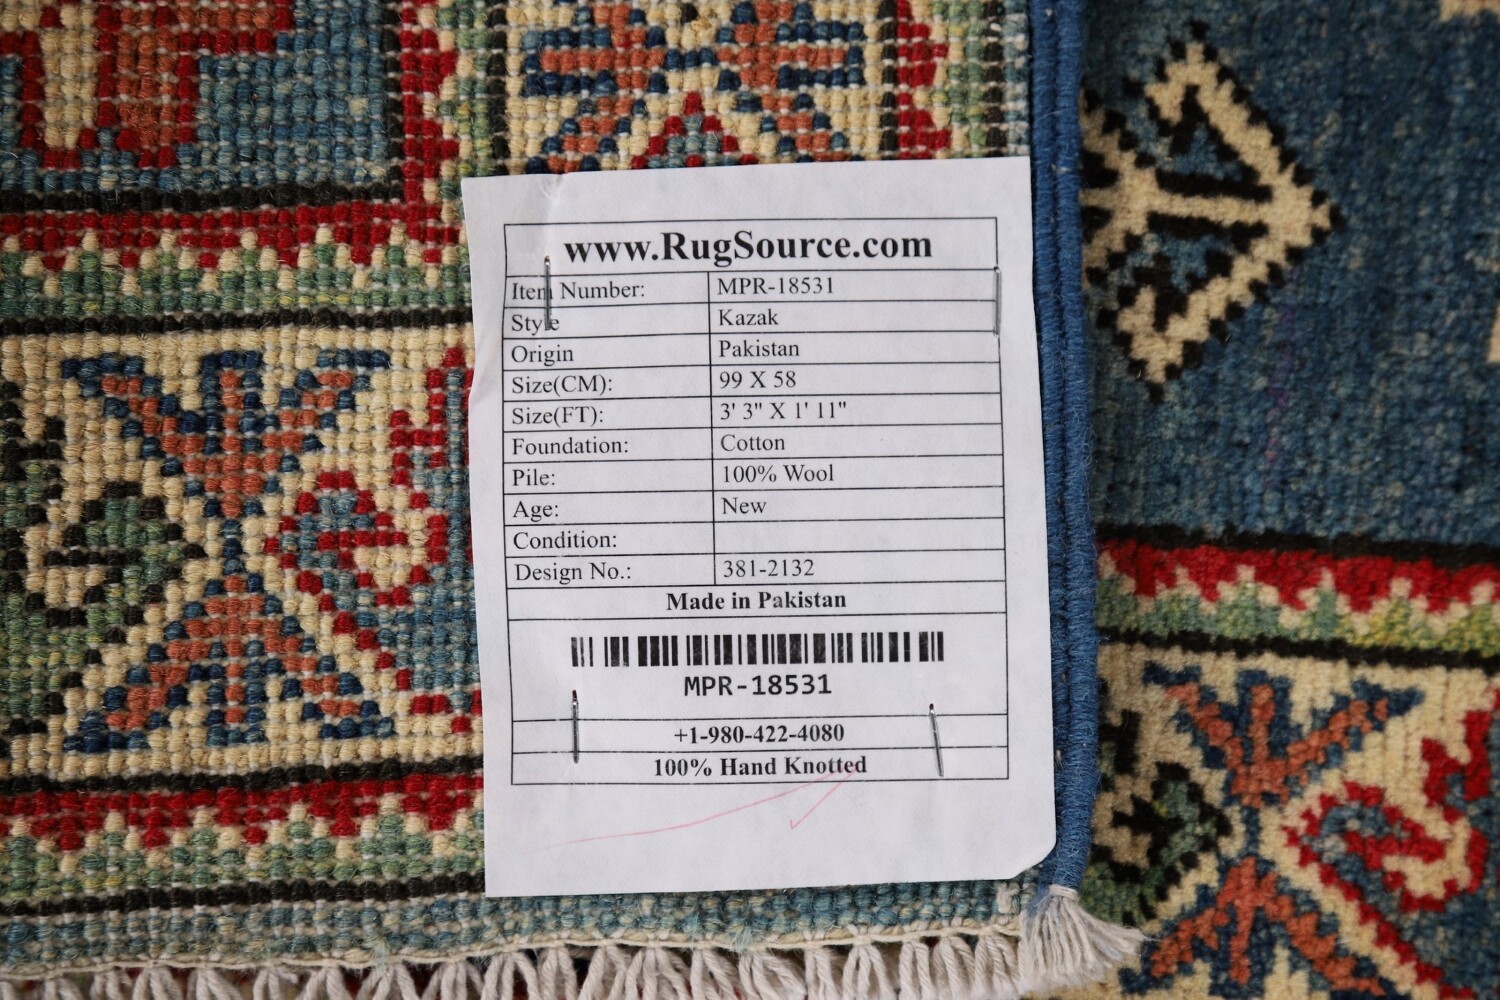 www.RugSource.com
Item Number: MPR-18531
Style Kazak
Origin Pakistan
Size(CM): 99 X 58
Size(FT): 3' 3" X 1' 11"
Foundation: Cotton
Pile: 100% Wool
Age: New
Condition:
Design No.: 381-2132
Made in Pakistan
MPR-18531
+1-980-422-4080
100% Hand Knotted